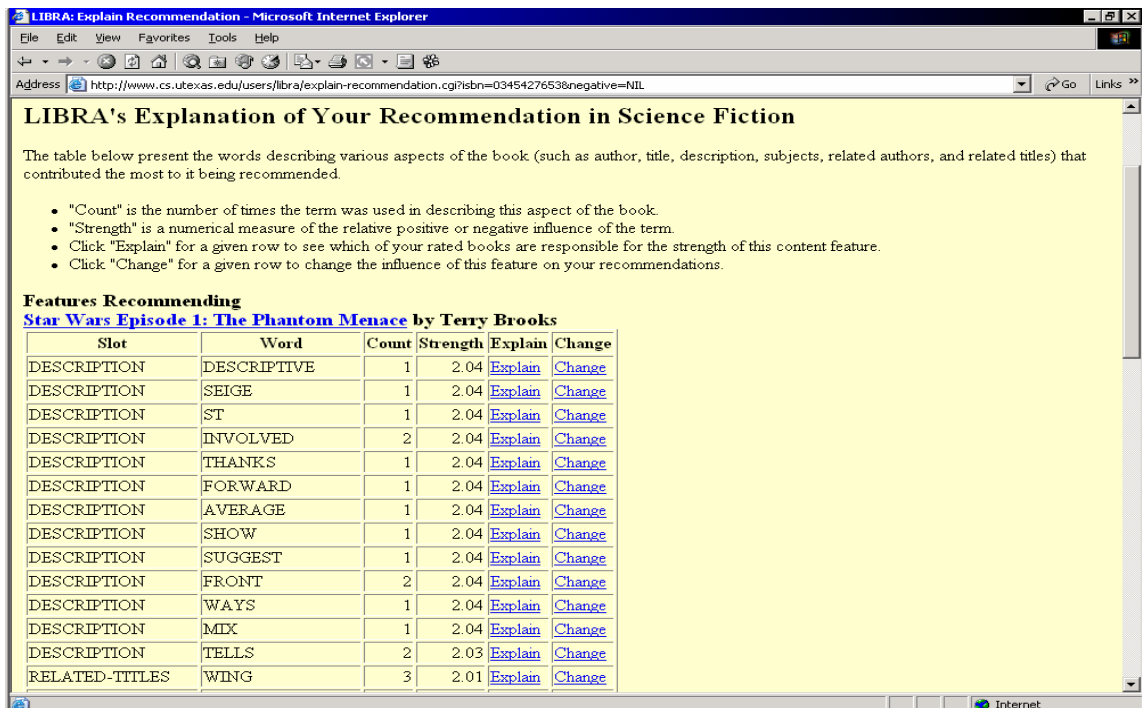 LIBRA: Explain Recommendation - Microsoft Internet Explorer
File Edit View Favorites Tools Help
Address http://www.cs.utexas.edu/users/libra/explain-recommendation.cgi?isbn=0345427653&negative=NIL Go Links »
LIBRA's Explanation of Your Recommendation in Science Fiction
The table below present the words describing various aspects of the book (such as author, title, description, subjects, related authors, and related titles) that
contributed the most to it being recommended.
• "Count" is the number of times the term was used in describing this aspect of the book.
• "Strength" is a numerical measure of the relative positive or negative influence of the term.
• Click "Explain" for a given row to see which of your rated books are responsible for the strength of this content feature.
• Click "Change" for a given row to change the influence of this feature on your recommendations.
Features Recommending
Star Wars Episode 1: The Phantom Menace by Terry Brooks
Slot Word Count Strength Explain Change
DESCRIPTION DESCRIPTIVE 1 2.04 Explain Change
DESCRIPTION SEIGE 1 2.04 Explain Change
DESCRIPTION ST 1 2.04 Explain Change
DESCRIPTION INVOLVED 2 2.04 Explain Change
DESCRIPTION THANKS 1 2.04 Explain Change
DESCRIPTION FORWARD 1 2.04 Explain Change
DESCRIPTION AVERAGE 1 2.04 Explain Change
DESCRIPTION SHOW 1 2.04 Explain Change
DESCRIPTION SUGGEST 1 2.04 Explain Change
DESCRIPTION FRONT 2 2.04 Explain Change
DESCRIPTION WAYS 1 2.04 Explain Change
DESCRIPTION MIX 1 2.04 Explain Change
DESCRIPTION TELLS 2 2.03 Explain Change
RELATED-TITLES WING 3 2.01 Explain Change
Internet